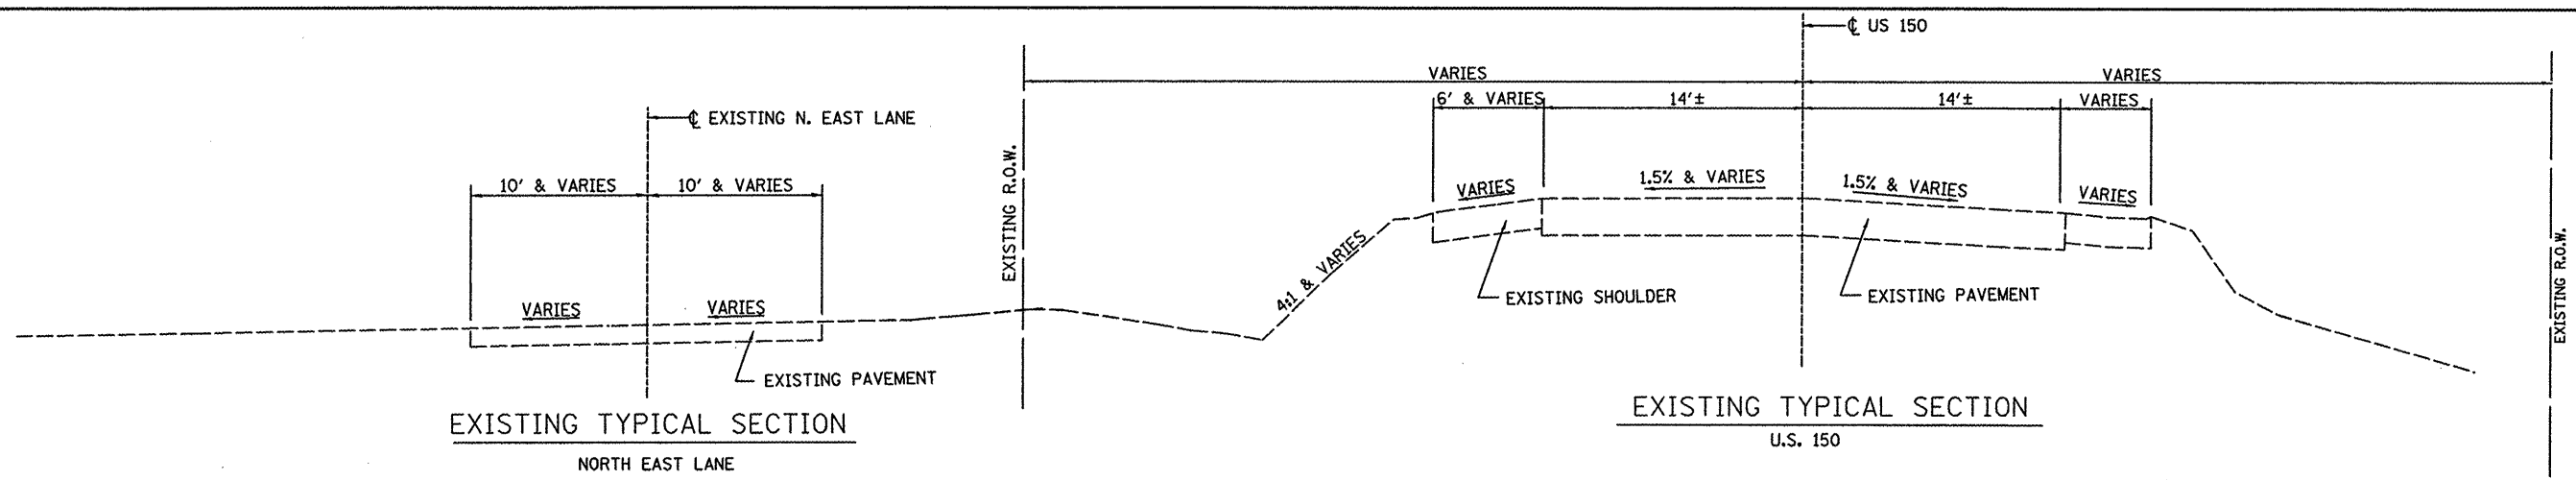 ℄ US 150
VARIES
VARIES
6' & VARIES
14'±
14'±
VARIES
℄ EXISTING N. EAST LANE
EXISTING R.O.W.
10' & VARIES
10' & VARIES
VARIES
1.5% & VARIES
1.5% & VARIES
VARIES
4:1 & VARIES
EXISTING R.O.W.
VARIES
VARIES
EXISTING SHOULDER
EXISTING PAVEMENT
EXISTING PAVEMENT
EXISTING TYPICAL SECTION
NORTH EAST LANE
EXISTING TYPICAL SECTION
U.S. 150